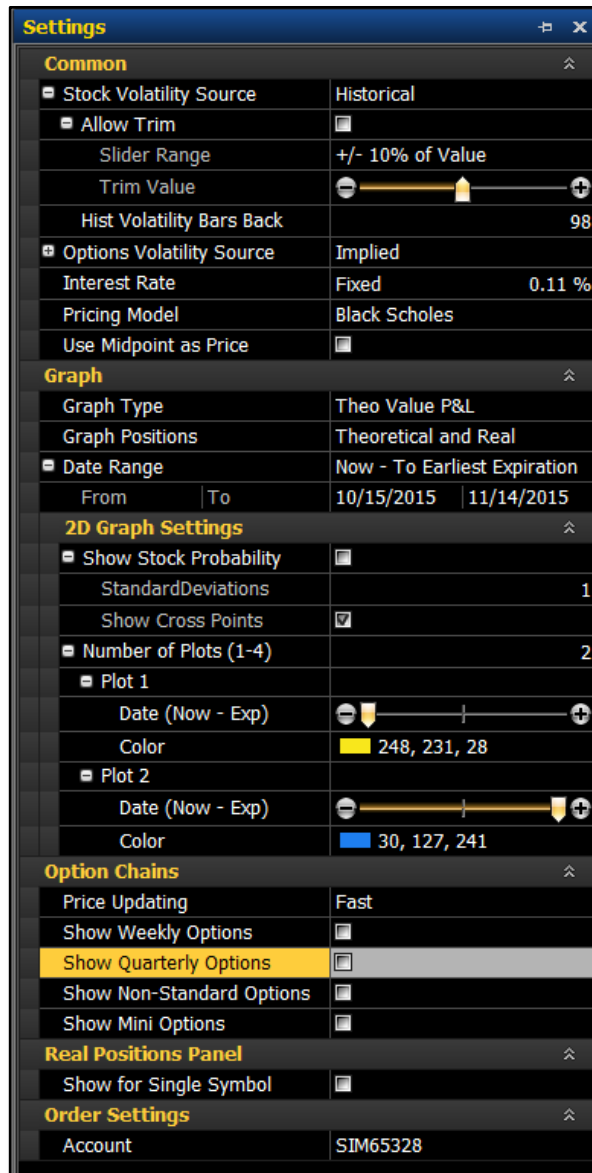 Settings
Common
Stock Volatility Source Historical
Allow Trim
Slider Range +/- 10% of Value
Trim Value
Hist Volatility Bars Back 98
Options Volatility Source Implied
Interest Rate Fixed 0.11 %
Pricing Model Black Scholes
Use Midpoint as Price
Graph
Graph Type Theo Value P&L
Graph Positions Theoretical and Real
Date Range Now - To Earliest Expiration
From To 10/15/2015 11/14/2015
2D Graph Settings
Show Stock Probability
StandardDeviations 1
Show Cross Points
Number of Plots (1-4) 2
Plot 1
Date (Now - Exp)
Color 248, 231, 28
Plot 2
Date (Now - Exp)
Color 30, 127, 241
Option Chains
Price Updating Fast
Show Weekly Options
Show Quarterly Options
Show Non-Standard Options
Show Mini Options
Real Positions Panel
Show for Single Symbol
Order Settings
Account SIM65328